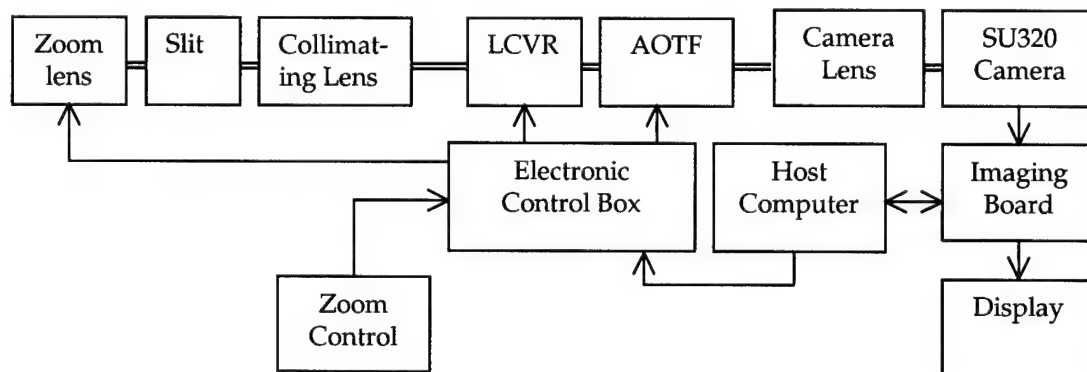 Zoom
lens
Slit
Collimat-
ing Lens
LCVR
AOTF
Camera
Lens
SU320
Camera
Electronic
Control Box
Host
Computer
Imaging
Board
Zoom
Control
Display